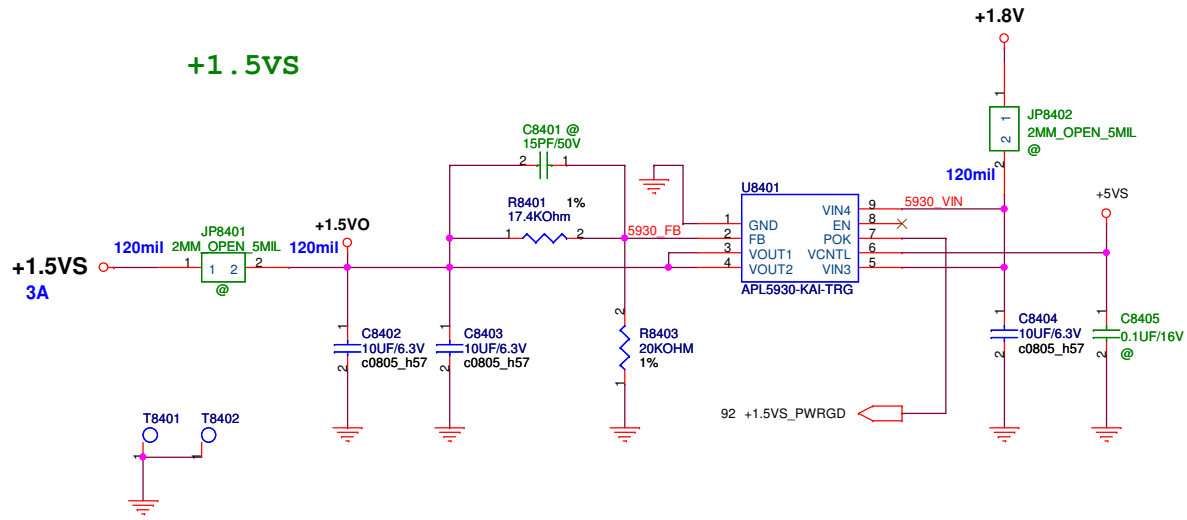 +1.8V
+1.5VS
1
JP8402
1
2MM_OPEN_5MIL
2
@
2
120mil
C8401 @
15PF/50V
2
1
R8401
1%
17.4KOhm
1
2
5930_FB
U8401
1
GND
2
FB
3
VOUT1
4
VOUT2
VIN4
9
EN
8
POK
7
VCNTL
6
VIN3
5
APL5930-KAI-TRG
5930_VIN
+5VS
+1.5VO
JP8401
120mil
2MM_OPEN_5MIL
120mil
+1.5VS
1
1 2
2
@
3A
1
C8402
10UF/6.3V
c0805_h57
2
1
C8403
10UF/6.3V
c0805_h57
2
2
R8403
20KOHM
1%
1
1
C8404
10UF/6.3V
c0805_h57
2
1
C8405
0.1UF/16V
@
2
92 +1.5VS_PWRGD
T8401
T8402
1
1